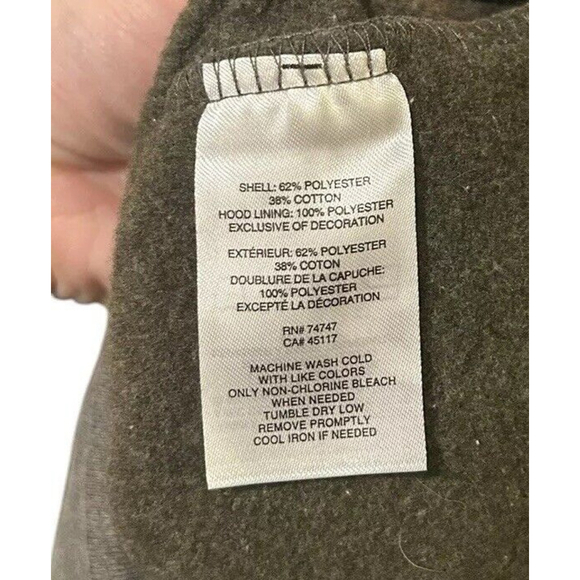 SHELL: 62% POLYESTER
38% COTTON
HOOD LINING: 100% POLYESTER
EXCLUSIVE OF DECORATION
EXTÉRIEUR: 62% POLYESTER
38% COTON
DOUBLURE DE LA CAPUCHE:
100% POLYESTER
EXCEPTÉ LA DÉCORATION
RN# 74747
CA# 45117
MACHINE WASH COLD
WITH LIKE COLORS
ONLY NON-CHLORINE BLEACH
WHEN NEEDED
TUMBLE DRY LOW
REMOVE PROMPTLY
COOL IRON IF NEEDED